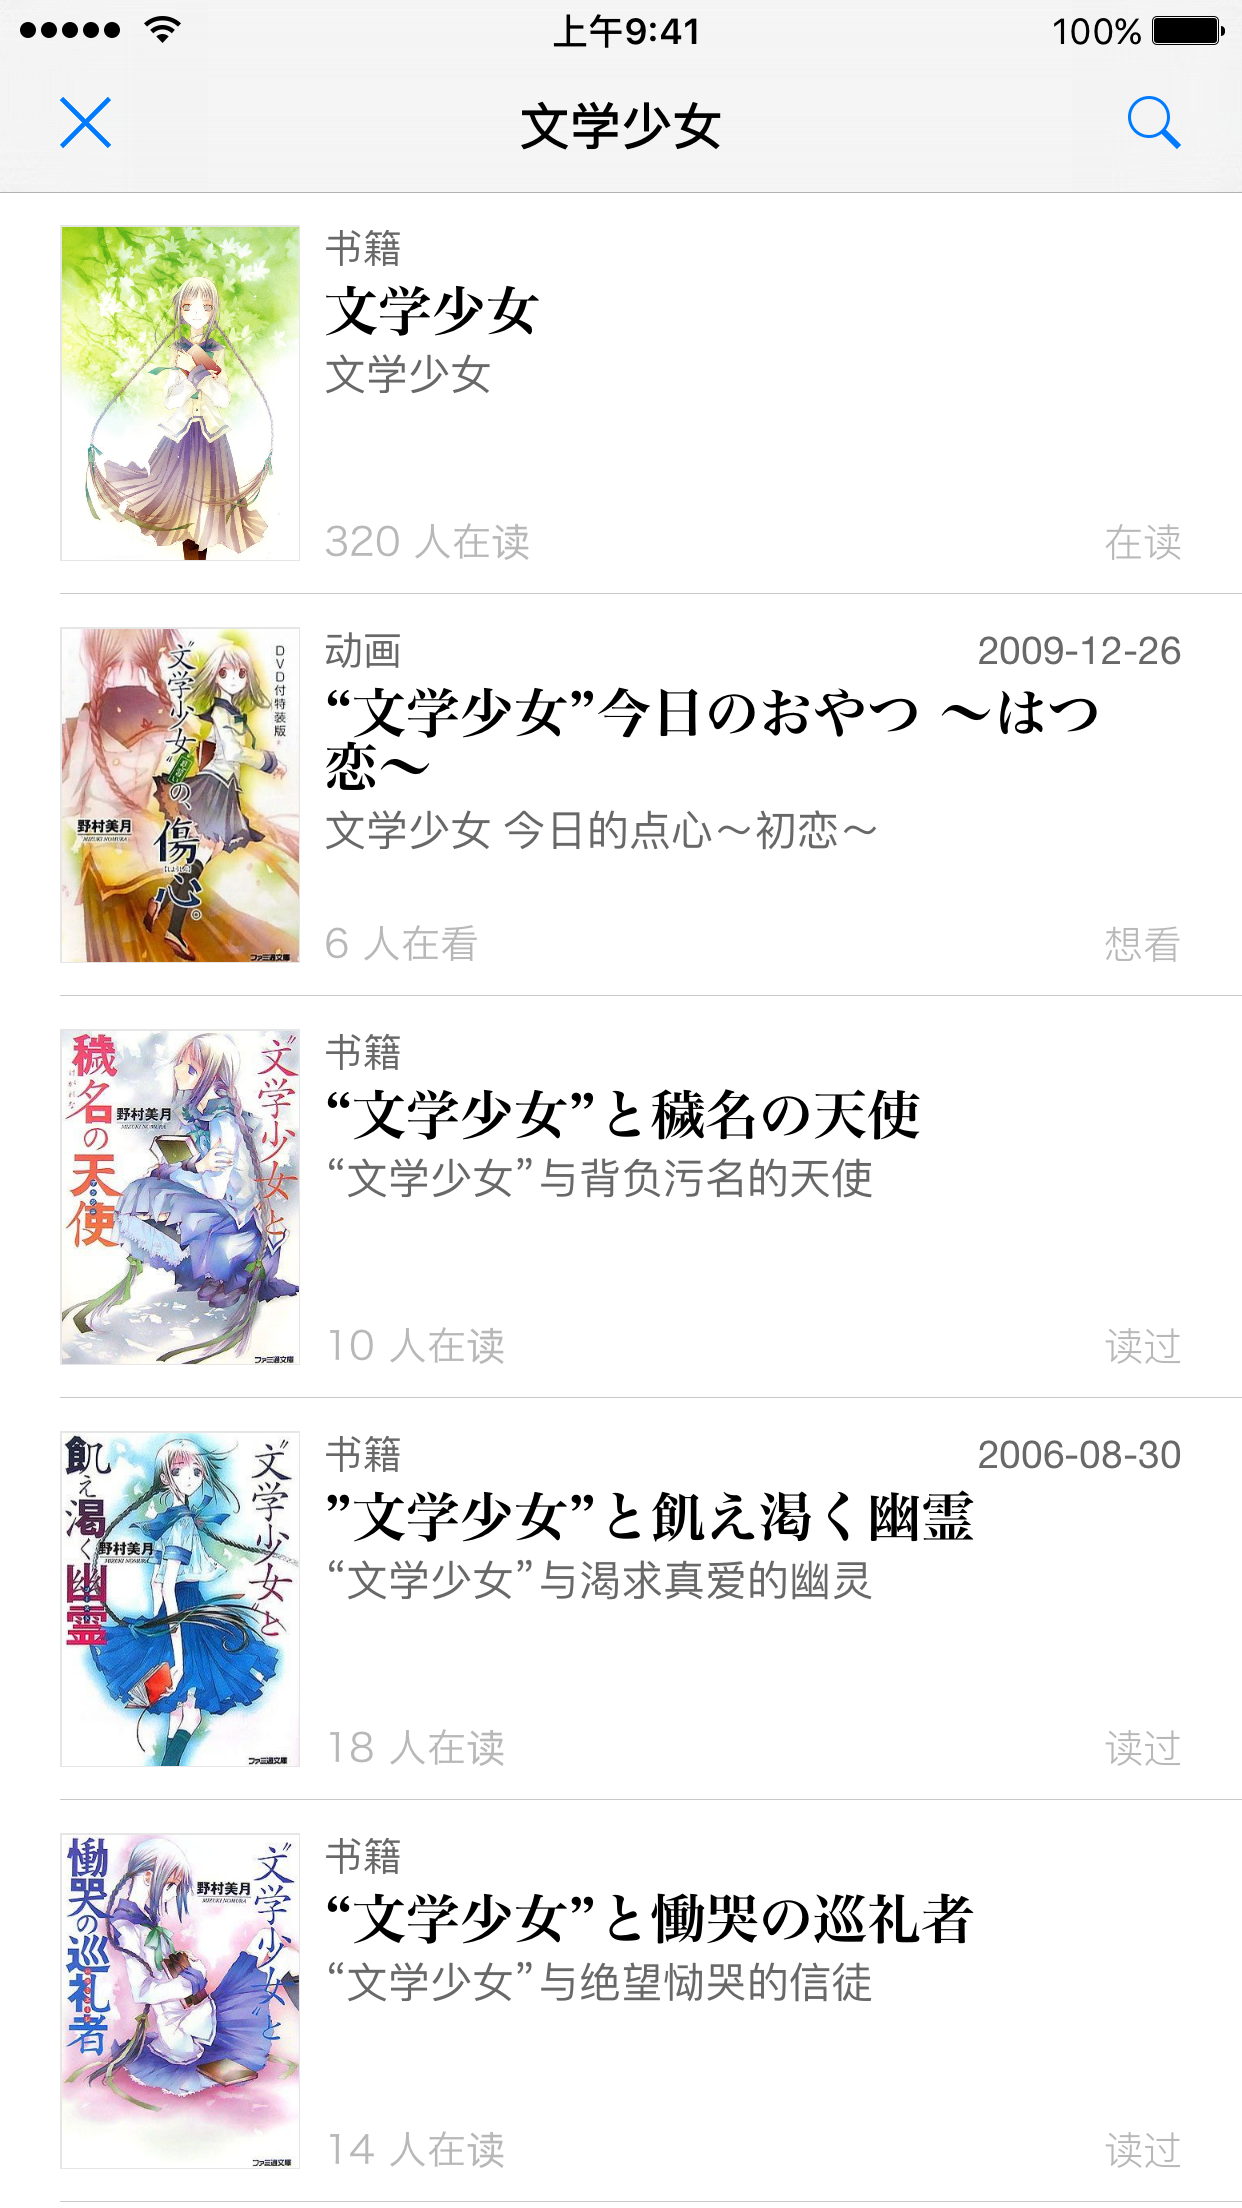 上午9:41
100%
文学少女
书籍
文学少女
文学少女
320 人在读
在读
DVD付特装版
“文学少女”
の、
傷心。
野村美月
MIZUKI NOMURA
ファミ通文庫
动画
2009-12-26
“文学少女”今日のおやつ ～はつ
恋～
文学少女 今日的点心～初恋～
6 人在看
想看
“文学少女”と
穢名の天使
けがれな
野村美月
MIZUKI NOMURA
ファミ通文庫
书籍
“文学少女”と穢名の天使
“文学少女”与背负污名的天使
10 人在读
读过
“文学少女”と
飢え渇く幽霊
野村美月
MIZUKI NOMURA
ファミ通文庫
书籍
2006-08-30
”文学少女”と飢え渇く幽霊
“文学少女”与渴求真爱的幽灵
18 人在读
读过
“文学少女”と
慟哭の巡礼者
野村美月
MIZUKI NOMURA
ファミ通文庫
书籍
“文学少女”と慟哭の巡礼者
“文学少女”与绝望恸哭的信徒
14 人在读
读过